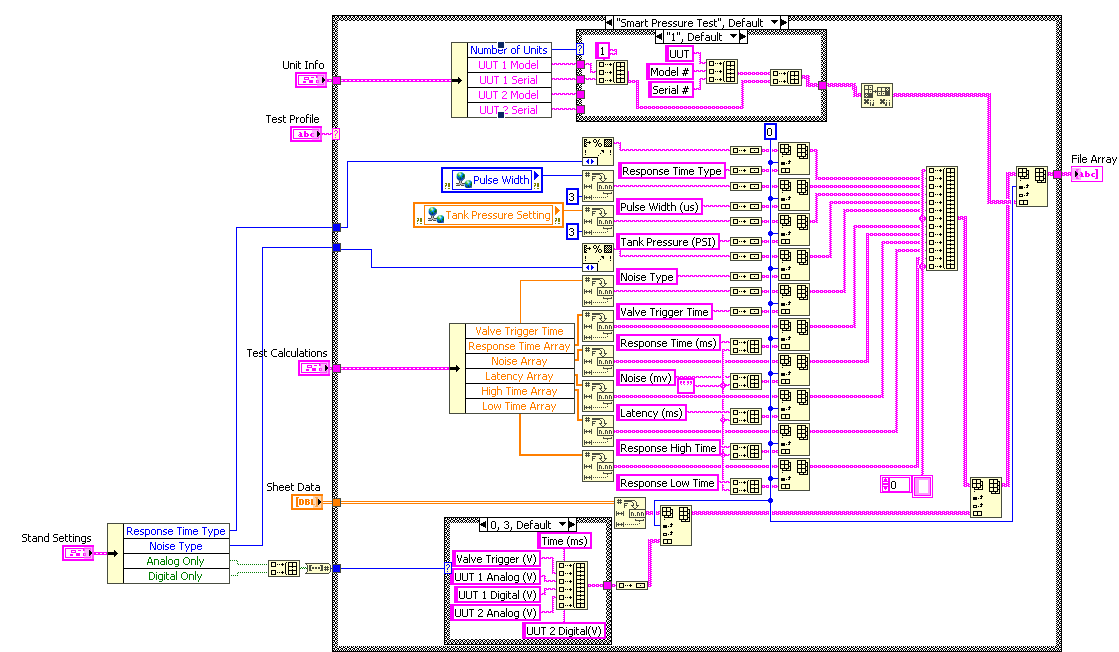 "Smart Pressure Test", Default
"1", Default
Unit Info
Number of Units
UUT 1 Model
UUT 1 Serial
UUT 2 Model
UUT 2 Serial
1
UUT
Model #
Serial #
Test Profile
abc
0
File Array
abc
Response Time Type
Pulse Width
3
Pulse Width (us)
Tank Pressure Setting
3
Tank Pressure (PSI)
Noise Type
Valve Trigger Time
Test Calculations
Valve Trigger Time
Response Time Array
Noise Array
Latency Array
High Time Array
Low Time Array
Response Time (ms)
Noise (mv)
Latency (ms)
Response High Time
Response Low Time
0
Sheet Data
DBL
Stand Settings
Response Time Type
Noise Type
Analog Only
Digital Only
0, 3, Default
Time (ms)
Valve Trigger (V)
UUT 1 Analog (V)
UUT 1 Digital (V)
UUT 2 Analog (V)
UUT 2 Digital(V)